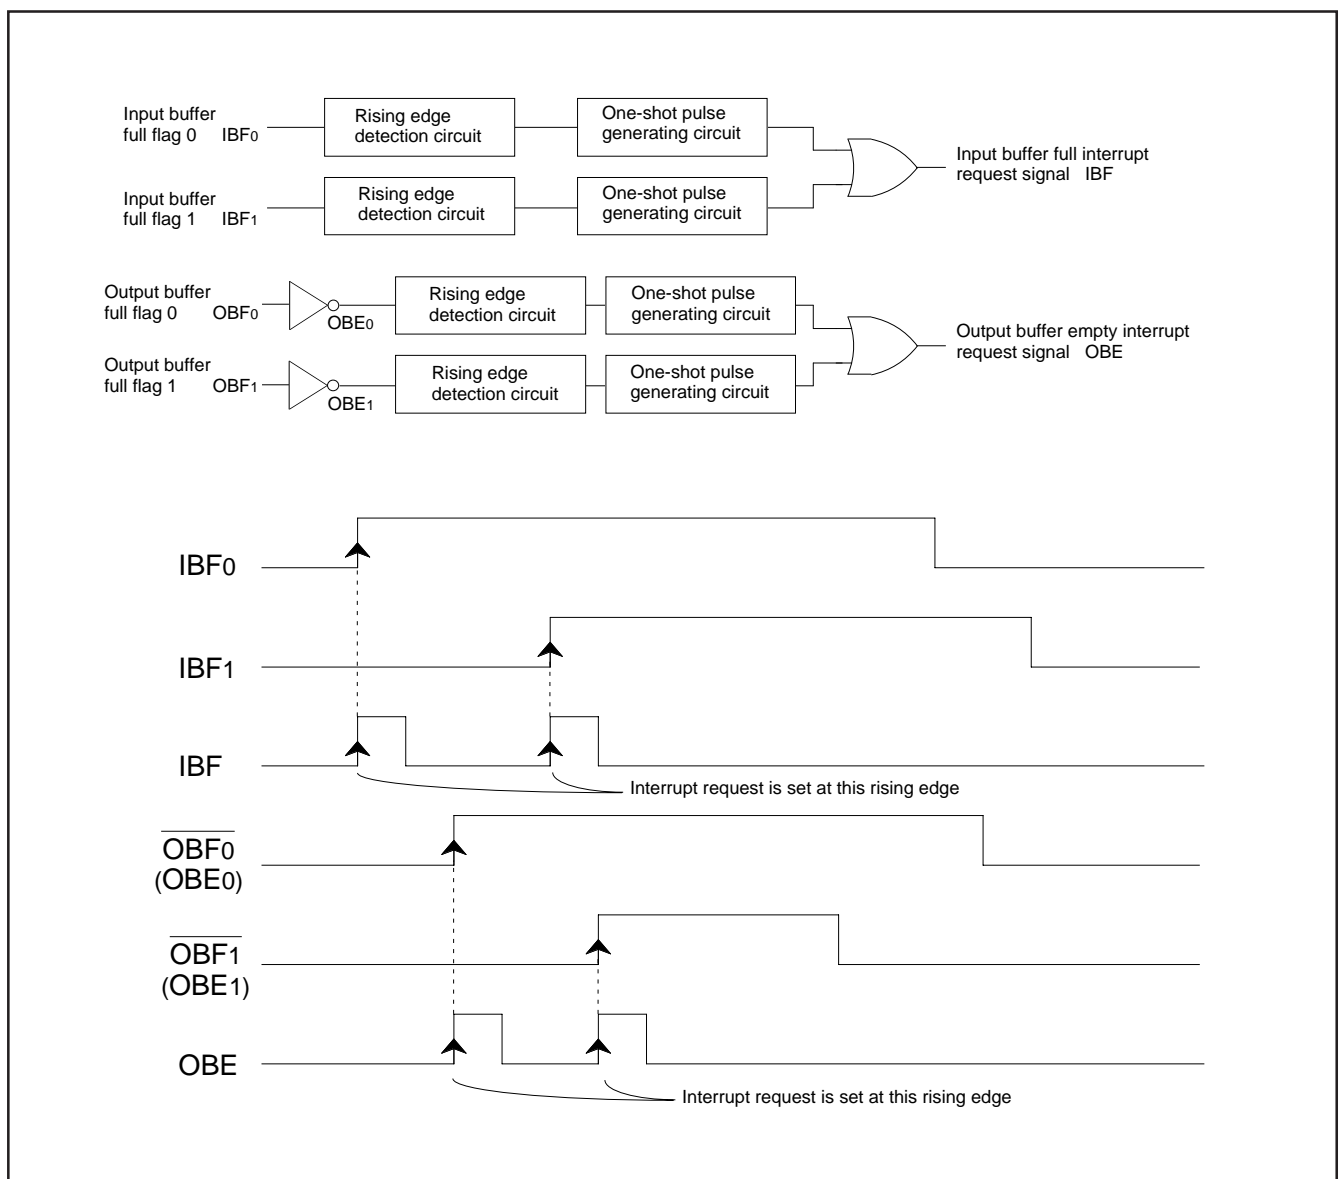 Input buffer
full flag 0 IBF0
Rising edge
detection circuit
One-shot pulse
generating circuit
Input buffer full interrupt
request signal IBF
Input buffer
full flag 1 IBF1
Rising edge
detection circuit
One-shot pulse
generating circuit
Output buffer
full flag 0 OBF0
OBE0
Rising edge
detection circuit
One-shot pulse
generating circuit
Output buffer empty interrupt
request signal OBE
Output buffer
full flag 1 OBF1
OBE1
Rising edge
detection circuit
One-shot pulse
generating circuit
IBF0
IBF1
IBF
Interrupt request is set at this rising edge
OBF0
(OBE0)
OBF1
(OBE1)
OBE
Interrupt request is set at this rising edge